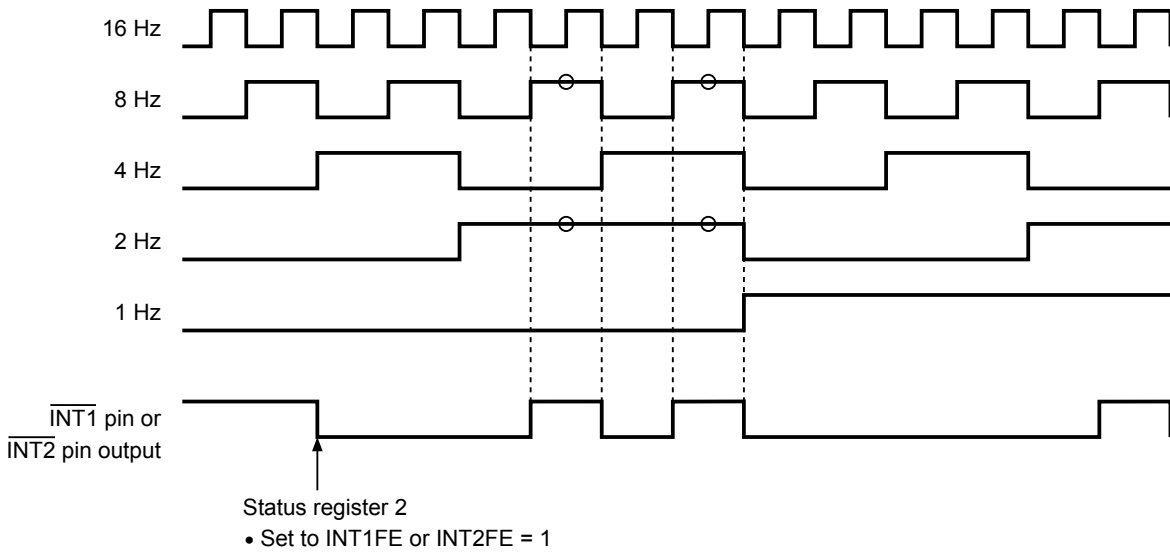 16 Hz
8 Hz
4 Hz
2 Hz
1 Hz
INT1 pin or
INT2 pin output
Status register 2
• Set to INT1FE or INT2FE = 1